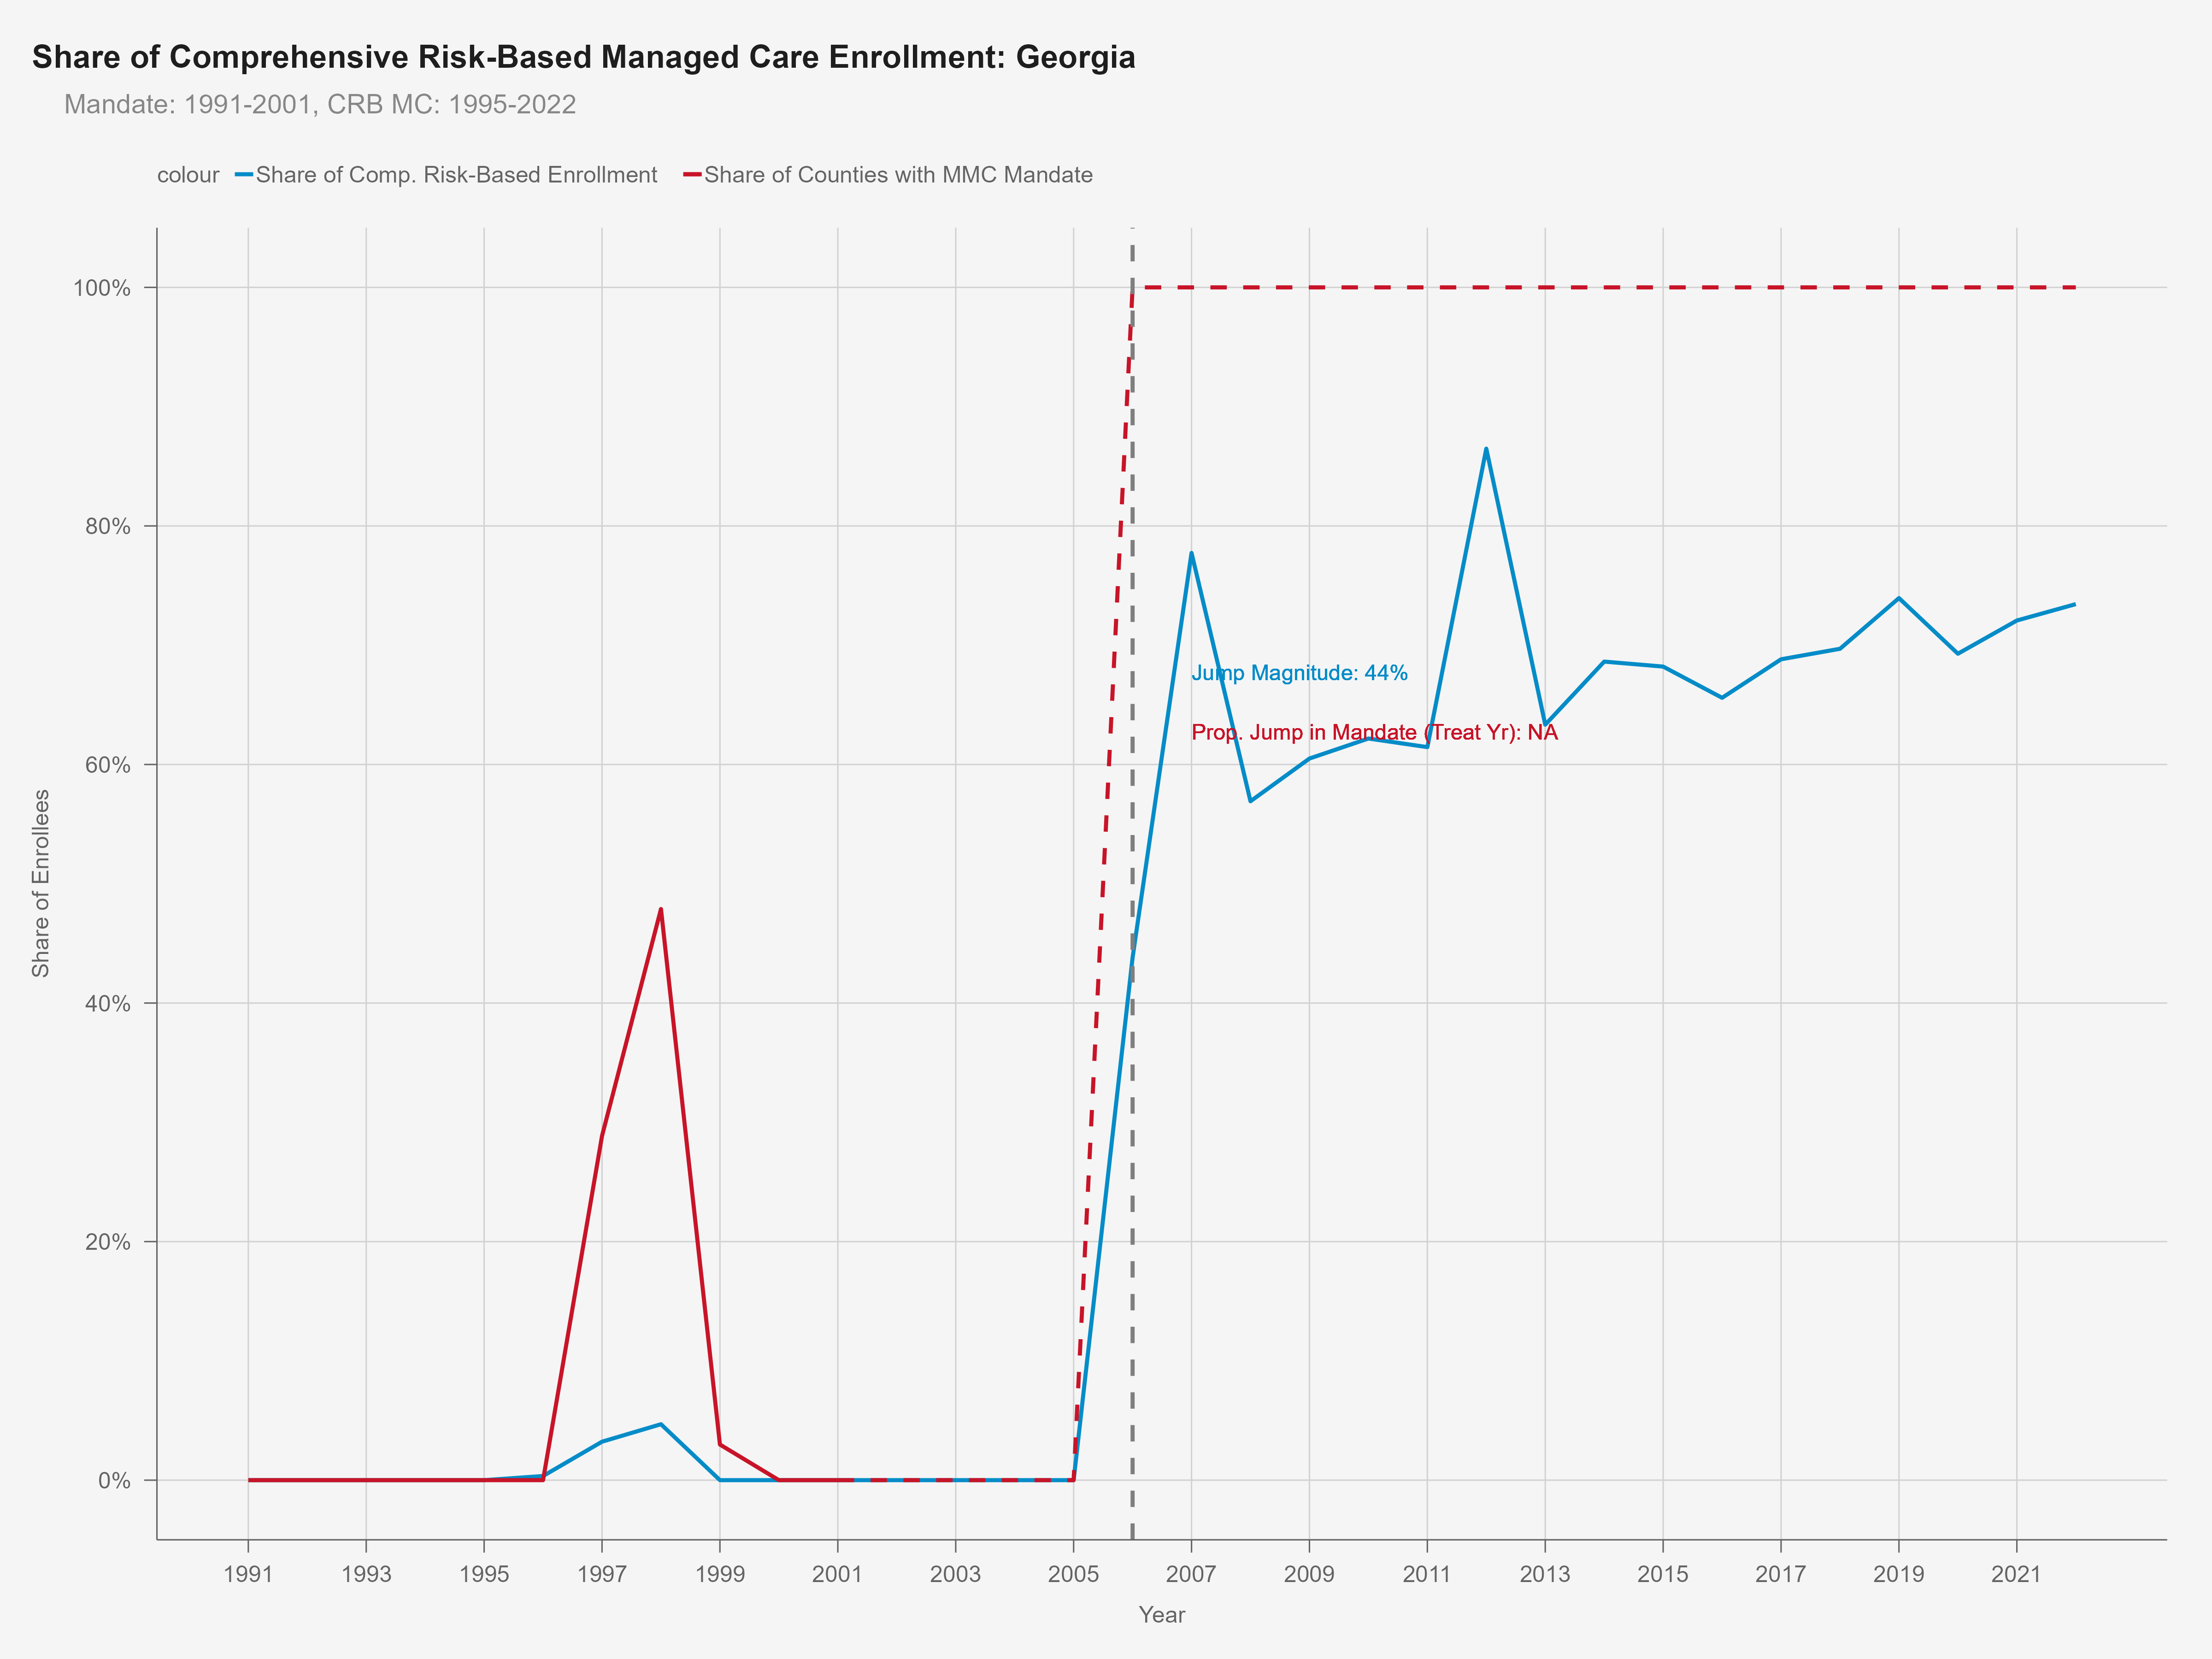 Share of Comprehensive Risk-Based Managed Care Enrollment: Georgia
Mandate: 1991-2001, CRB MC: 1995-2022
colour Share of Comp. Risk-Based Enrollment Share of Counties with MMC Mandate
100%
80%
60%
40%
20%
0%
Share of Enrollees
Jump Magnitude: 44%
Prop. Jump in Mandate (Treat Yr): NA
1991 1993 1995 1997 1999 2001 2003 2005 2007 2009 2011 2013 2015 2017 2019 2021
Year